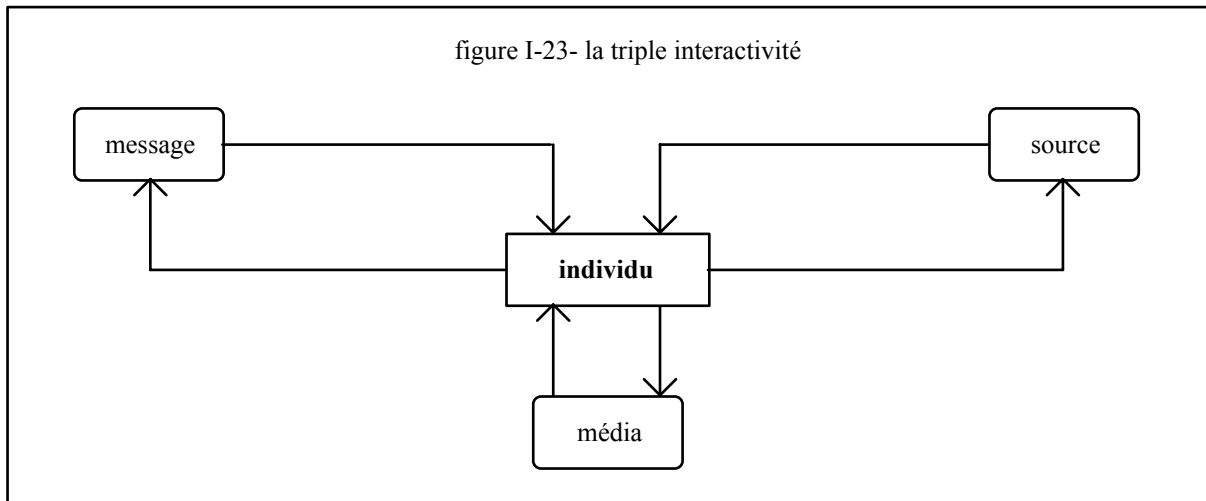 figure I-23- la triple interactivité
message
source
individu
média